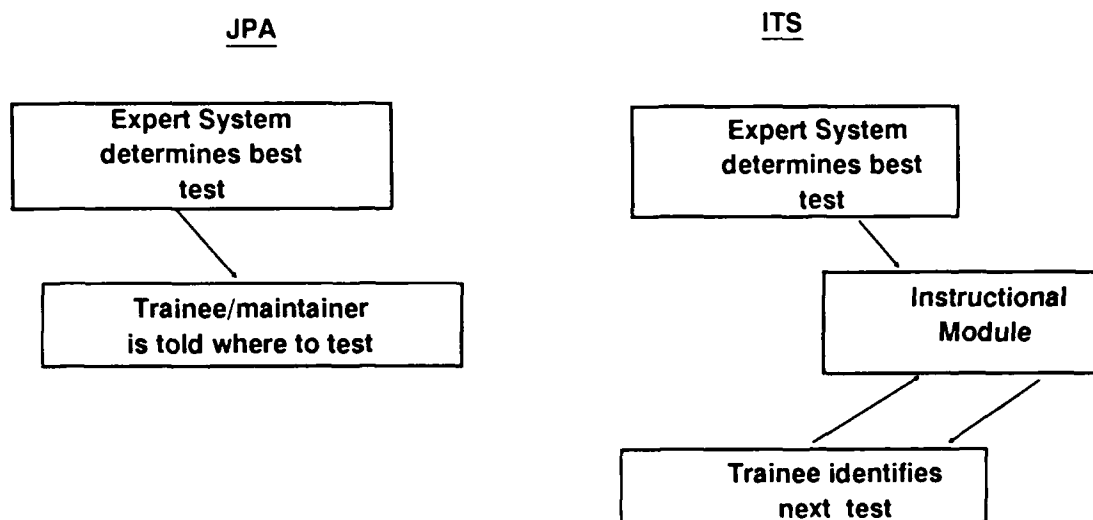 JPA
Expert System
determines best
test
Trainee/maintainer
is told where to test
ITS
Expert System
determines best
test
Instructional
Module
Trainee identifies
next test